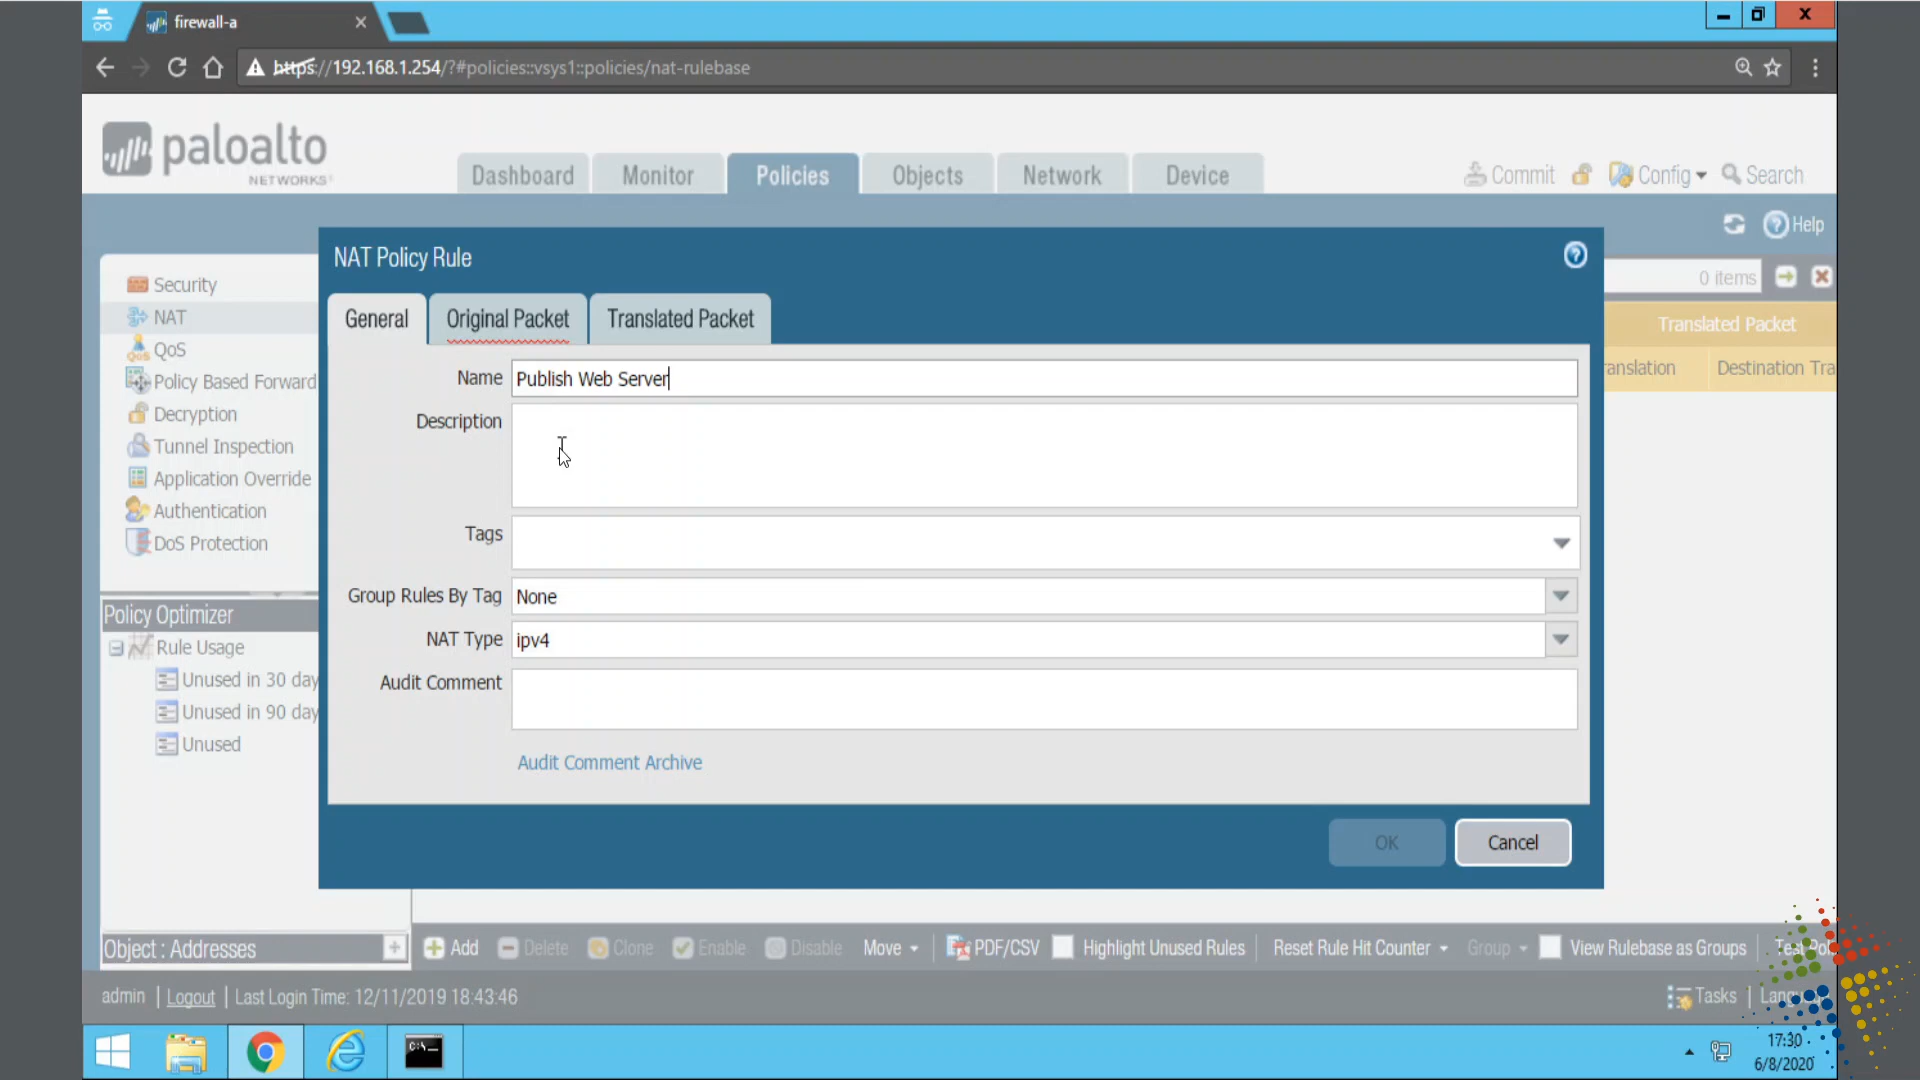 firewall-a
https://192.168.1.254/?#policies::vsys1::policies/nat-rulebase
paloalto
NETWORKS
Dashboard
Monitor
Policies
Objects
Network
Device
Commit
Config
Search
Help
NAT Policy Rule
0 items
Security
NAT
QoS
Policy Based Forward
Decryption
Tunnel Inspection
Application Override
Authentication
DoS Protection
Policy Optimizer
Rule Usage
Unused in 30 day
Unused in 90 day
Unused
Object : Addresses
General
Original Packet
Translated Packet
Name
Publish Web Server
Description
Tags
Group Rules By Tag
None
NAT Type
ipv4
Audit Comment
Audit Comment Archive
OK
Cancel
Translated Packet
ranslation
Destination Tra
Add
Delete
Clone
Enable
Disable
Move
PDF/CSV
Highlight Unused Rules
Reset Rule Hit Counter
Group
View Rulebase as Groups
Test
admin | Logout | Last Login Time: 12/11/2019 18:43:46
Tasks |
17:30
6/8/2020